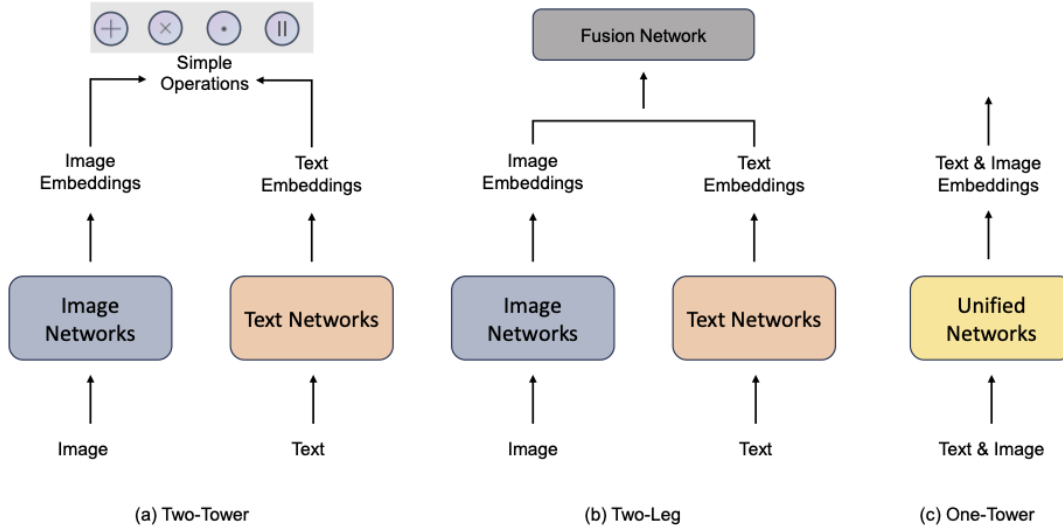 Simple
Operations
Image
Embeddings
Text
Embeddings
Image
Networks
Text Networks
Image
Text
(a) Two-Tower
Fusion Network
Image
Embeddings
Text
Embeddings
Image
Networks
Text Networks
Image
Text
(b) Two-Leg
Text & Image
Embeddings
Unified
Networks
Text & Image
(c) One-Tower